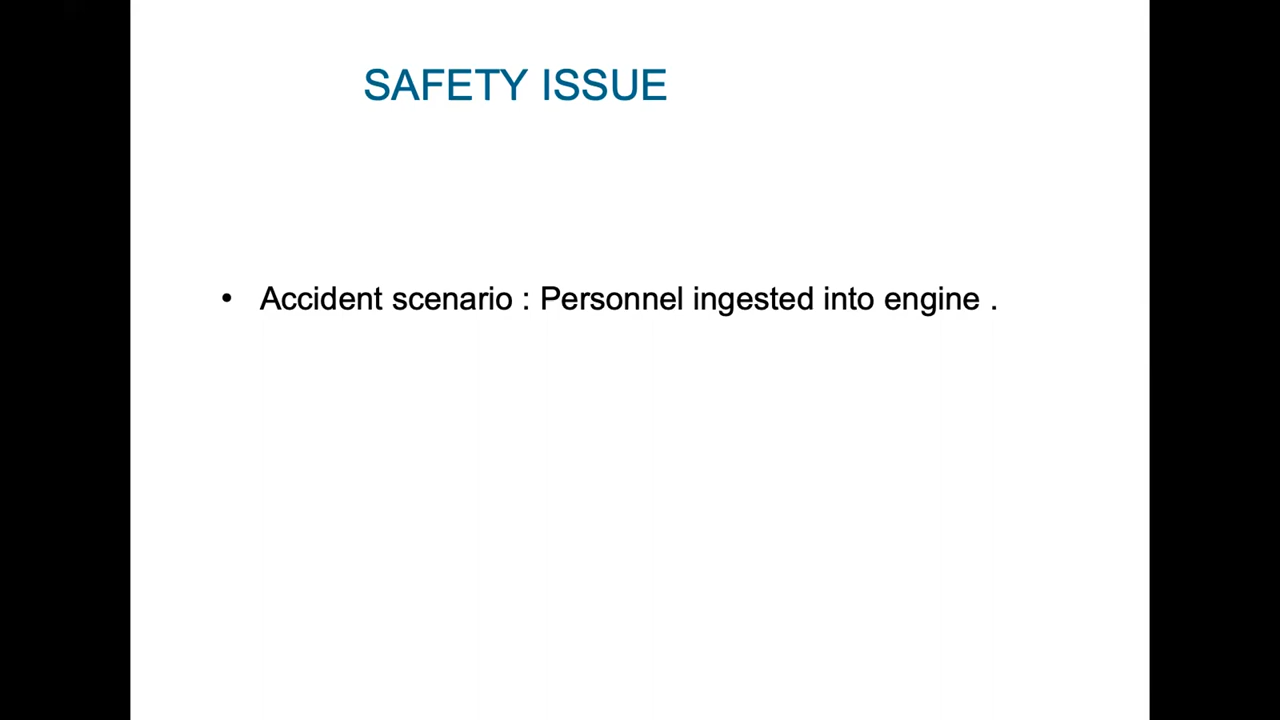 SAFETY ISSUE
• Accident scenario : Personnel ingested into engine .